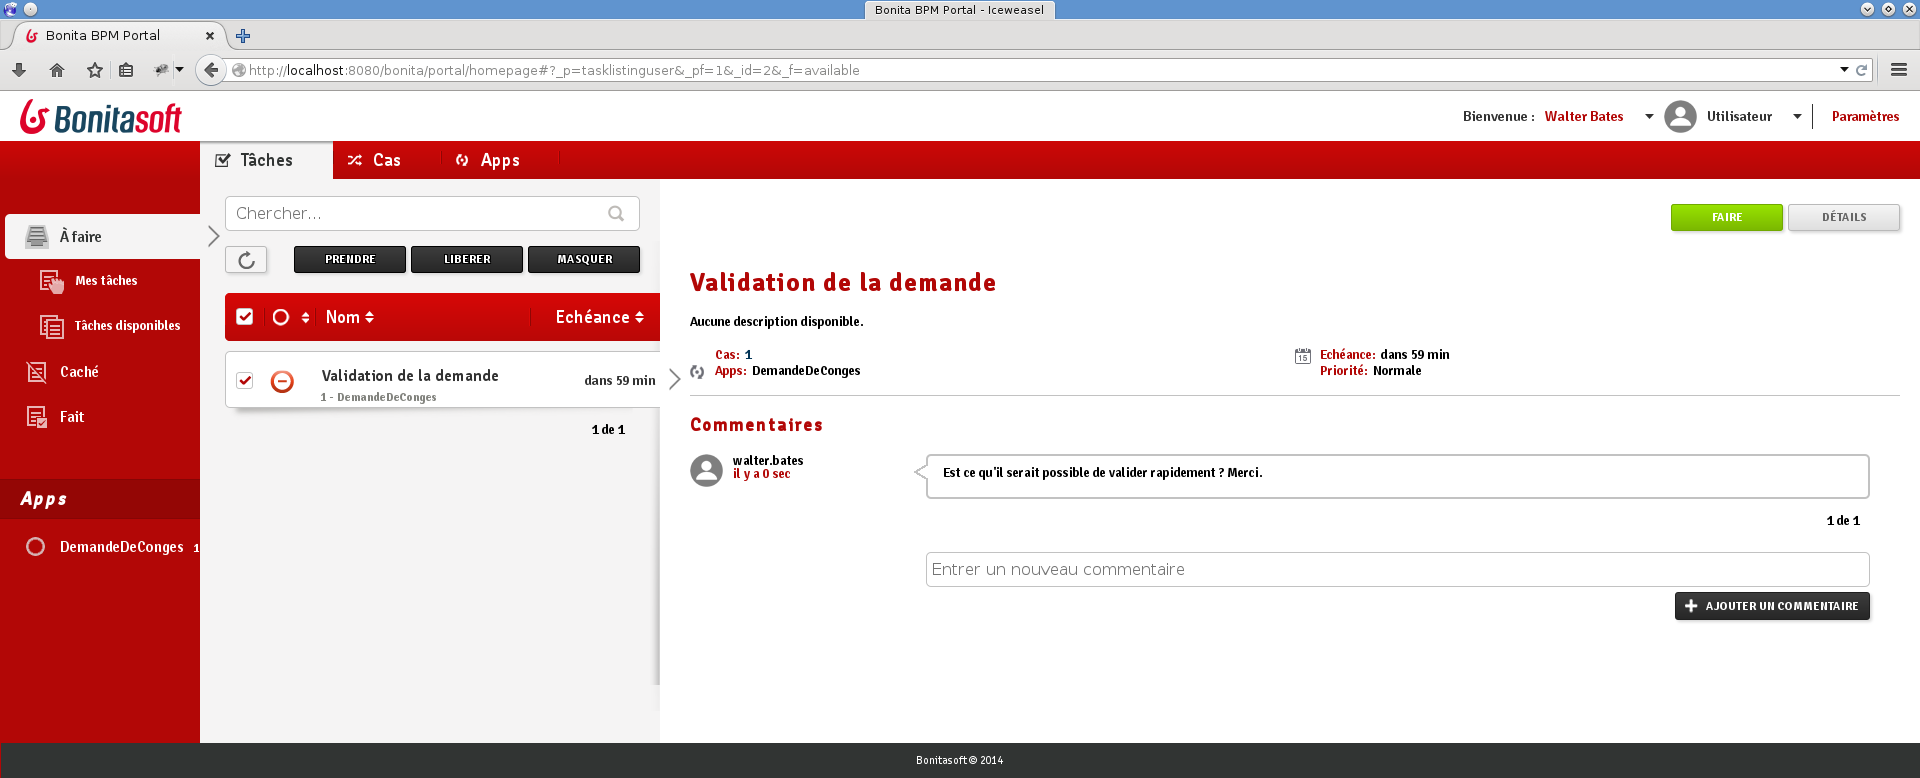 Bonita BPM Portal - Iceweasel
Bonita BPM Portal
http://localhost:8080/bonita/portal/homepage#?_p=tasklistinguser&_pf=1&_id=2&_f=available
Bonitasoft
Bienvenue : Walter Bates
Utilisateur
Paramètres
Tâches
Cas
Apps
À faire
Mes tâches
Tâches disponibles
Caché
Fait
Apps
DemandeDeConges 1
Chercher...
PRENDRE
LIBERER
MASQUER
Nom
Echéance
Validation de la demande
dans 59 min
1 - DemandeDeConges
1 de 1
FAIRE
DÉTAILS
Validation de la demande
Aucune description disponible.
Cas: 1
Apps: DemandeDeConges
15
Echéance: dans 59 min
Priorité: Normale
Commentaires
walter.bates
il y a 0 sec
Est ce qu'il serait possible de valider rapidement ? Merci.
1 de 1
Entrer un nouveau commentaire
AJOUTER UN COMMENTAIRE
Bonitasoft © 2014